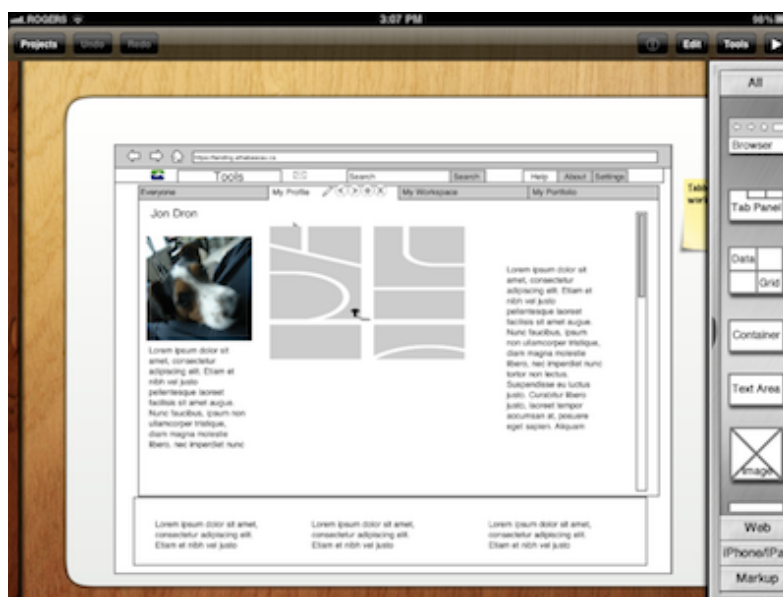 ROGERS 3:07 PM 98%
Projects Undo Redo Edit Tools
All
Browser
Tab Panel
Data
Grid
Container
Text Area
Image
Web
iPhone/iPa
Markup
Tools Search Search Help About Settings
Everyone My Profile My Workspace My Portfolio
Jon Dron
Lorem ipsum dolor sit
amet, consectetur
adipiscing elit. Etiam et
nibh vel justo
pellentesque laoreet
facilisis sit amet augue.
Nunc faucibus, ipsum non
ullamcorper tristique,
diam magna molestie
libero, nec imperdiet nunc
Lorem ipsum dolor sit
amet, consectetur
adipiscing elit. Etiam et
nibh vel justo
pellentesque laoreet
facilisis sit amet augue.
Nunc faucibus, ipsum
non ullamcorper tristique,
diam magna molestie
libero, nec imperdiet nunc
tortor non lectus.
Suspendisse eu luctus
justo. Curabitur libero
justo, laoreet tempor
accumsan at, posuere
eget sapien. Aliquam
Lorem ipsum dolor sit amet,
consectetur adipiscing elit.
Etiam et nibh vel justo
Lorem ipsum dolor sit amet,
consectetur adipiscing elit.
Etiam et nibh vel justo
Lorem ipsum dolor sit amet,
consectetur adipiscing elit.
Etiam et nibh vel justo